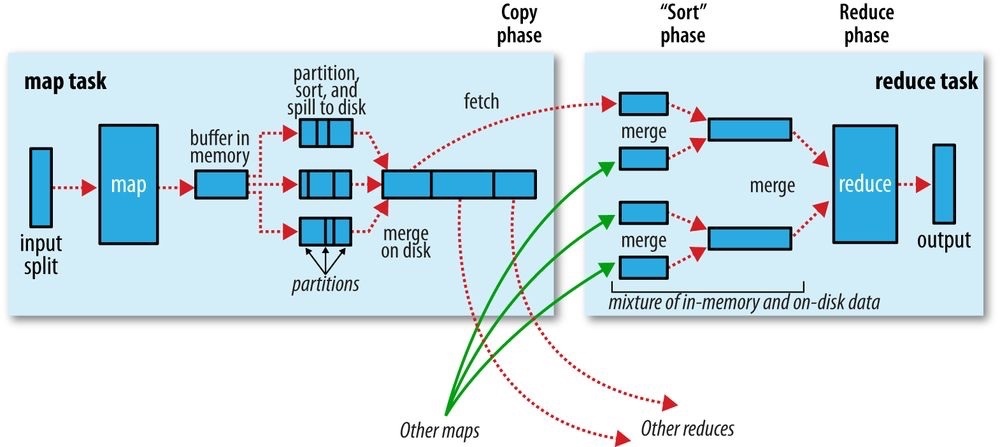 Copy
phase
“Sort”
phase
Reduce
phase
map task
partition,
sort, and
spill to disk
fetch
reduce task
buffer in
memory
merge
map
merge
reduce
input
split
merge
on disk
merge
output
partitions
mixture of in-memory and on-disk data
Other maps
Other reduces